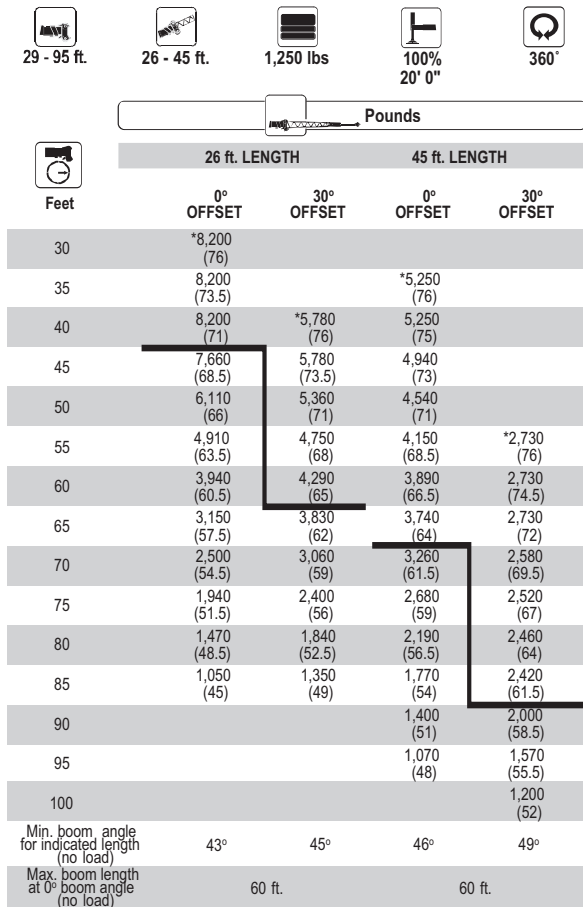 29 - 95 ft. 26 - 45 ft. 1,250 lbs 100% 360˚
20' 0"
Pounds
26 ft. LENGTH 45 ft. LENGTH
Feet 0º OFFSET 30º OFFSET 0º OFFSET 30º OFFSET
30 *8,200 (76)
35 8,200 (73.5) *5,250 (76)
40 8,200 (71) *5,780 (76) 5,250 (75)
45 7,660 (68.5) 5,780 (73.5) 4,940 (73)
50 6,110 (66) 5,360 (71) 4,540 (71)
55 4,910 (63.5) 4,750 (68) 4,150 (68.5) *2,730 (76)
60 3,940 (60.5) 4,290 (65) 3,890 (66.5) 2,730 (74.5)
65 3,150 (57.5) 3,830 (62) 3,740 (64) 2,730 (72)
70 2,500 (54.5) 3,060 (59) 3,260 (61.5) 2,580 (69.5)
75 1,940 (51.5) 2,400 (56) 2,680 (59) 2,520 (67)
80 1,470 (48.5) 1,840 (52.5) 2,190 (56.5) 2,460 (64)
85 1,050 (45) 1,350 (49) 1,770 (54) 2,420 (61.5)
90 1,400 (51) 2,000 (58.5)
95 1,070 (48) 1,570 (55.5)
100 1,200 (52)
Min. boom angle
for indicated length
(no load)
43º 45º 46º 49º
Max. boom length
at 0º boom angle
(no load)
60 ft. 60 ft.